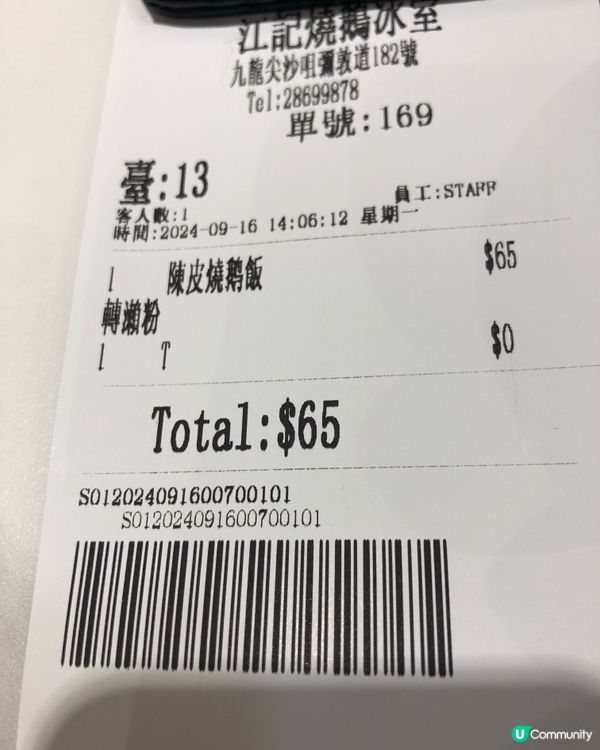 江記燒鵝冰室
九龍尖沙咀彌敦道182號
Tel:28699878
單號:169
臺:13
員工:STAFF
客人數:1
時間:2024-09-16 14:06:12 星期一
1 陳皮燒鵝飯 $65
轉瀨粉
1 T $0
Total:$65
S012024091600700101
S012024091600700101
U Community